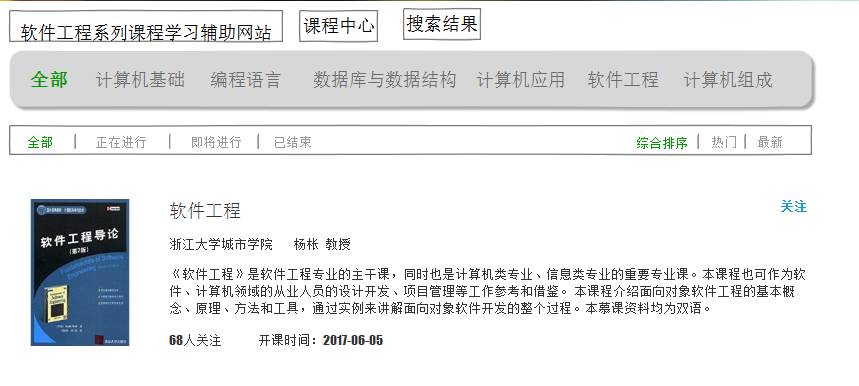 软件工程系列课程学习辅助网站 课程中心 搜索结果
全部 计算机基础 编程语言 数据库与数据结构 计算机应用 软件工程 计算机组成
全部 | 正在进行 | 即将进行 | 已结束 综合排序 | 热门 | 最新
软件工程 关注
浙江大学城市学院 杨枨 教授
《软件工程》是软件工程专业的主干课，同时也是计算机类专业、信息类专业的重要专业课。本课程也可作为软
件、计算机领域的从业人员的设计开发、项目管理等工作参考和借鉴。 本课程介绍面向对象软件工程的基本概
念、原理、方法和工具，通过实例来讲解面向对象软件开发的整个过程。本慕课资料均为双语。
68人关注 开课时间：2017-06-05
软件工程导论
（第2版）
Fundamentals of Software
Engineering